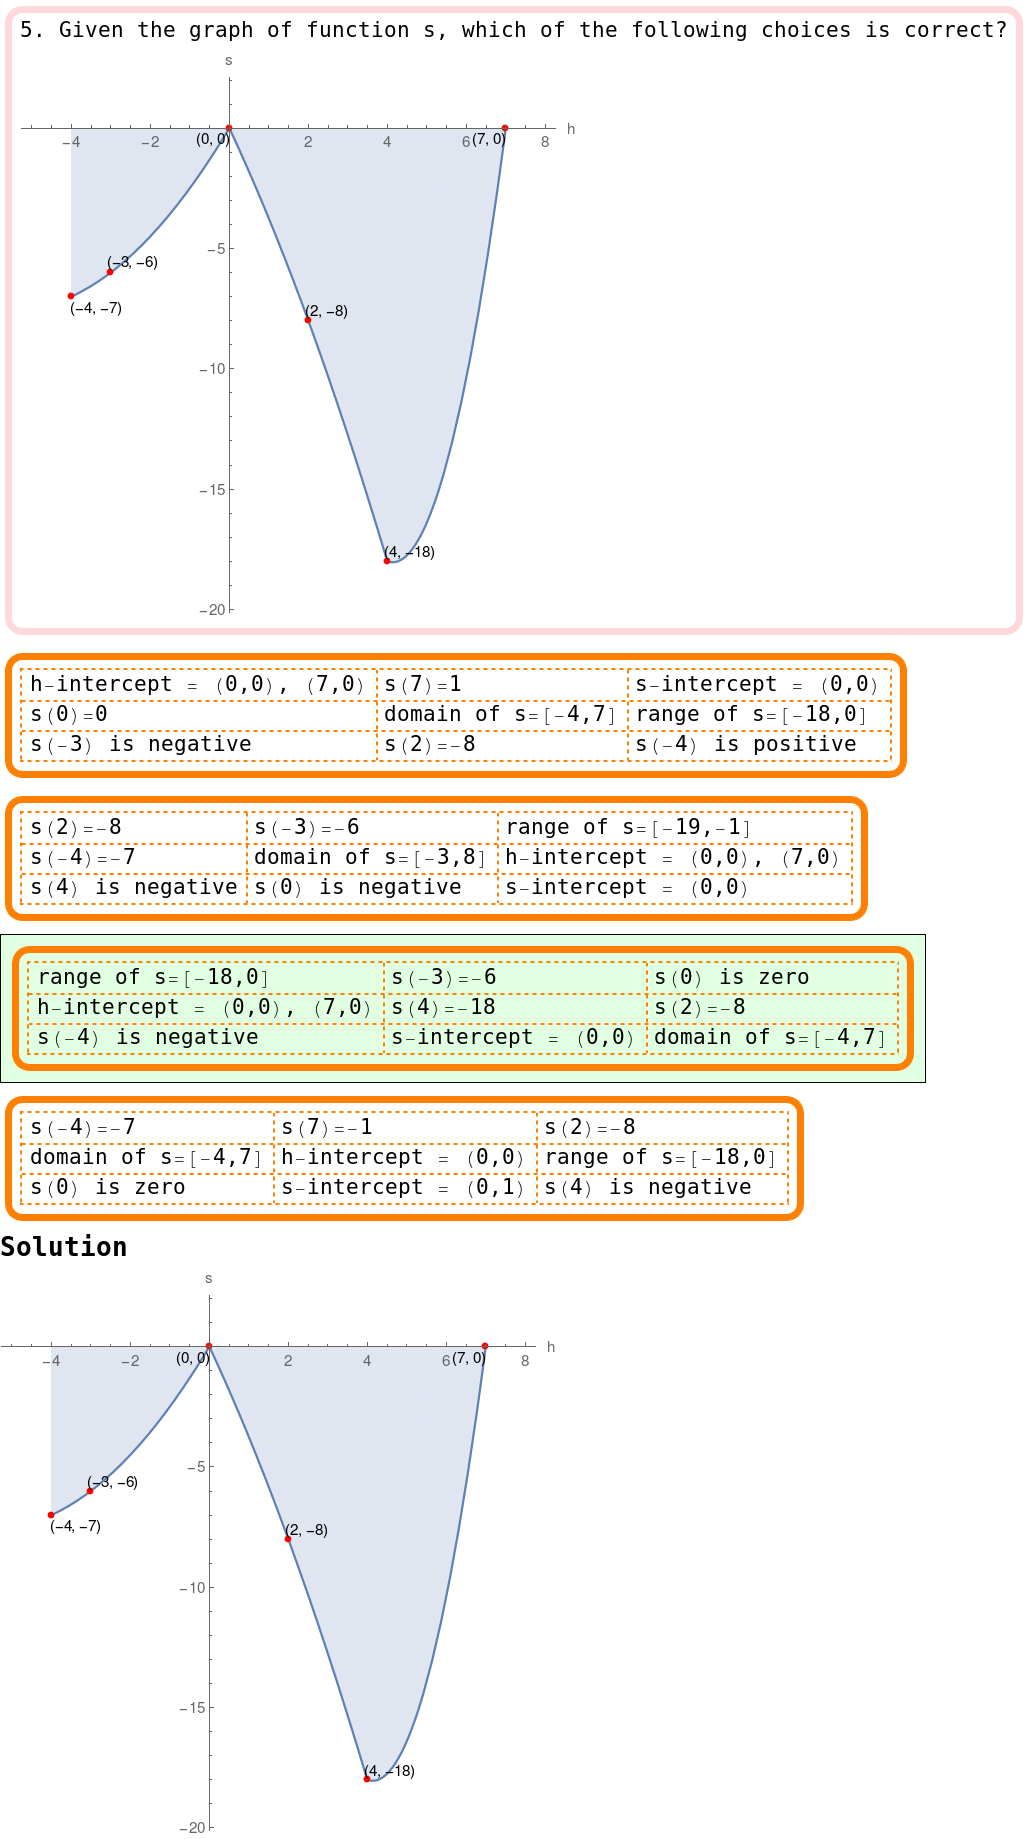 5. Given the graph of function s, which of the following choices is correct?
s
h
−4 −2 2 4 6 8
(0, 0) (7, 0)
−5
(−3, −6)
(−4, −7)
(2, −8)
−10
−15
(4, −18)
−20
h-intercept = (0,0), (7,0) s(7)=1 s-intercept = (0,0)
s(0)=0 domain of s=[-4,7] range of s=[-18,0]
s(-3) is negative s(2)=-8 s(-4) is positive
s(2)=-8 s(-3)=-6 range of s=[-19,-1]
s(-4)=-7 domain of s=[-3,8] h-intercept = (0,0), (7,0)
s(4) is negative s(0) is negative s-intercept = (0,0)
range of s=[-18,0] s(-3)=-6 s(0) is zero
h-intercept = (0,0), (7,0) s(4)=-18 s(2)=-8
s(-4) is negative s-intercept = (0,0) domain of s=[-4,7]
s(-4)=-7 s(7)=-1 s(2)=-8
domain of s=[-4,7] h-intercept = (0,0) range of s=[-18,0]
s(0) is zero s-intercept = (0,1) s(4) is negative
Solution
s
h
−4 −2 2 4 6 8
(0, 0) (7, 0)
−5
(−3, −6)
(−4, −7)
(2, −8)
−10
−15
(4, −18)
−20